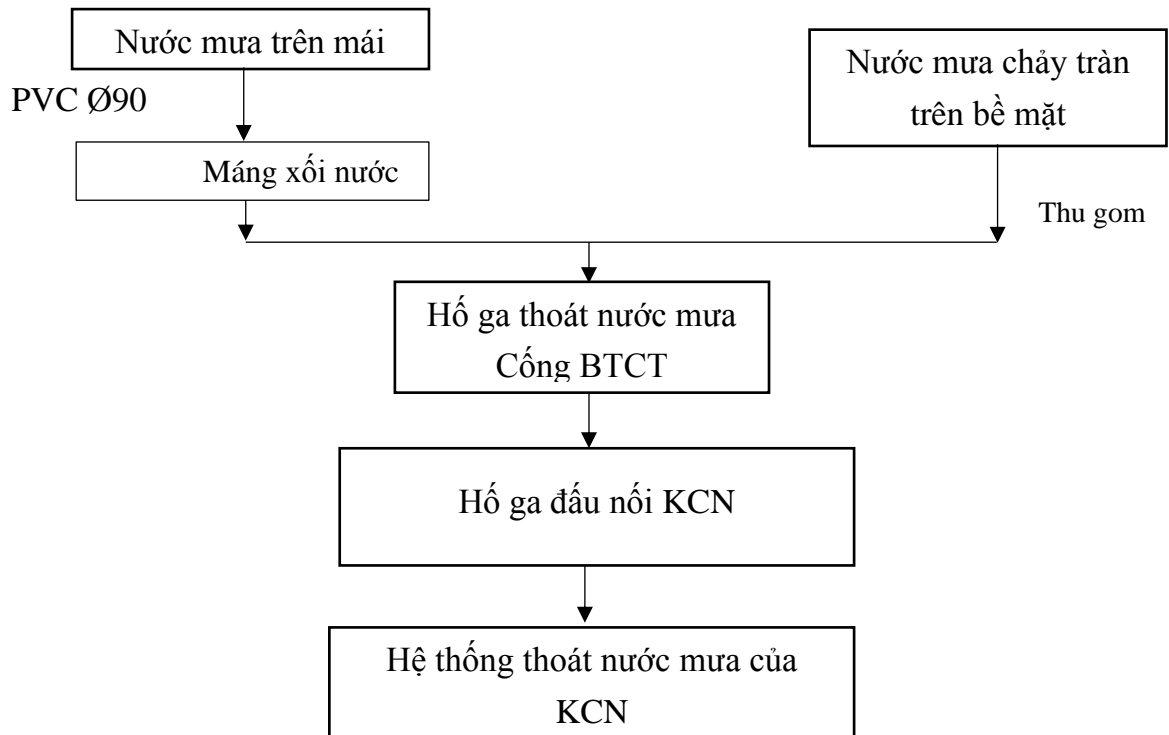 Nước mưa trên mái
Nước mưa chảy tràn
trên bề mặt
PVC Ø90
Máng xối nước
Thu gom
Hố ga thoát nước mưa
Cống BTCT
Hố ga đấu nối KCN
Hệ thống thoát nước mưa của
KCN